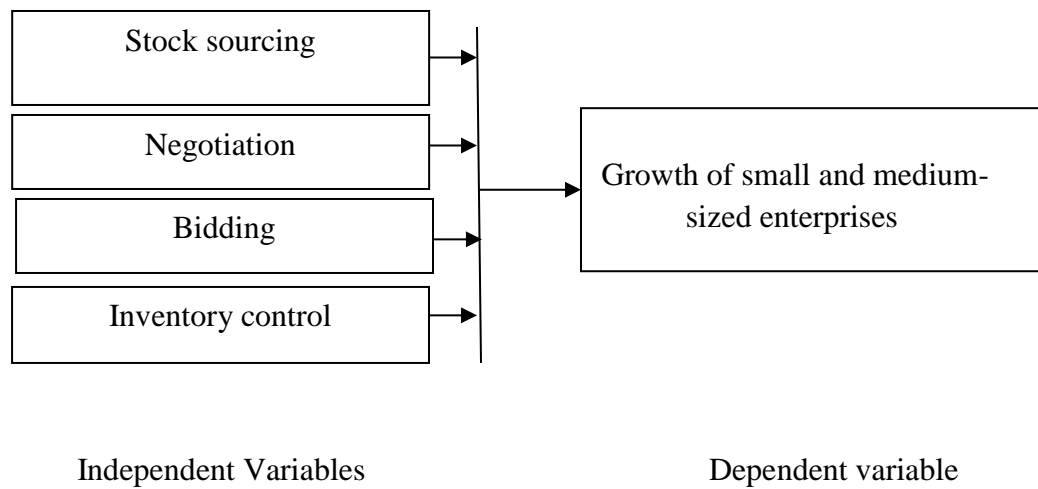 Stock sourcing
Negotiation
Bidding
Inventory control
Growth of small and medium-
sized enterprises
Independent Variables
Dependent variable